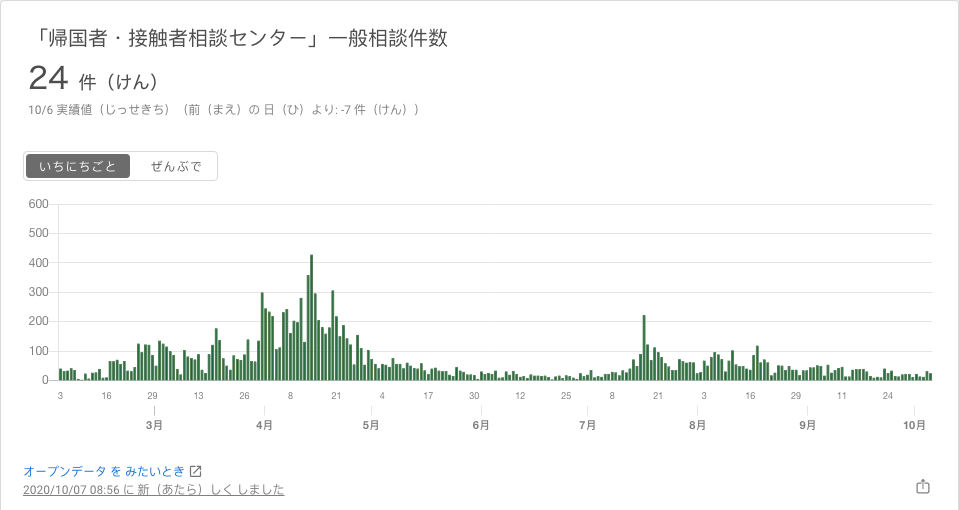 「帰国者・接触者相談センター」一般相談件数
24 件（けん）
10/6 実績値（じっせきち）（前（まえ）の 日（ひ）より: -7 件（けん））
いちにちごと ぜんぶで
600
500
400
300
200
100
0
3 16 29 13 26 8 21 4 17 30 12 25 8 21 3 16 29 11 24
3月 4月 5月 6月 7月 8月 9月 10月
オープンデータ を みたいとき
2020/10/07 08:56 に 新（あたら）しく しました